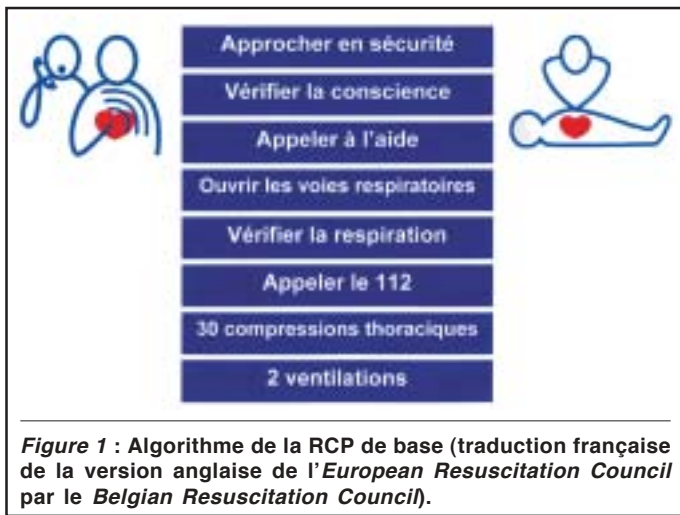 Approcher en sécurité
Vérifier la conscience
Appeler à l'aide
Ouvrir les voies respiratoires
Vérifier la respiration
Appeler le 112
30 compressions thoraciques
2 ventilations
Figure 1 : Algorithme de la RCP de base (traduction française
de la version anglaise de l'European Resuscitation Council
par le Belgian Resuscitation Council).